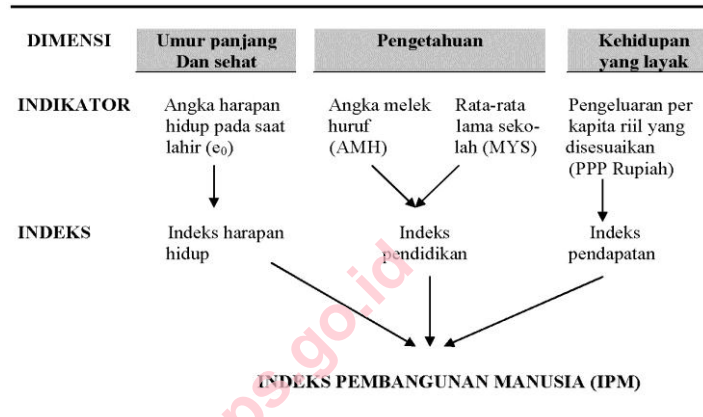 DIMENSI
Umur panjang
Dan sehat
Pengetahuan
Kehidupan
yang layak
INDIKATOR
Angka harapan
hidup pada saat
lahir (e₀)
Angka melek
huruf
(AMH)
Rata-rata
lama seko-
lah (MYS)
Pengeluaran per
kapita riil yang
disesuaikan
(PPP Rupiah)
INDEKS
Indeks harapan
hidup
Indeks
pendidikan
Indeks
pendapatan
INDEKS PEMBANGUNAN MANUSIA (IPM)
ps.go.id